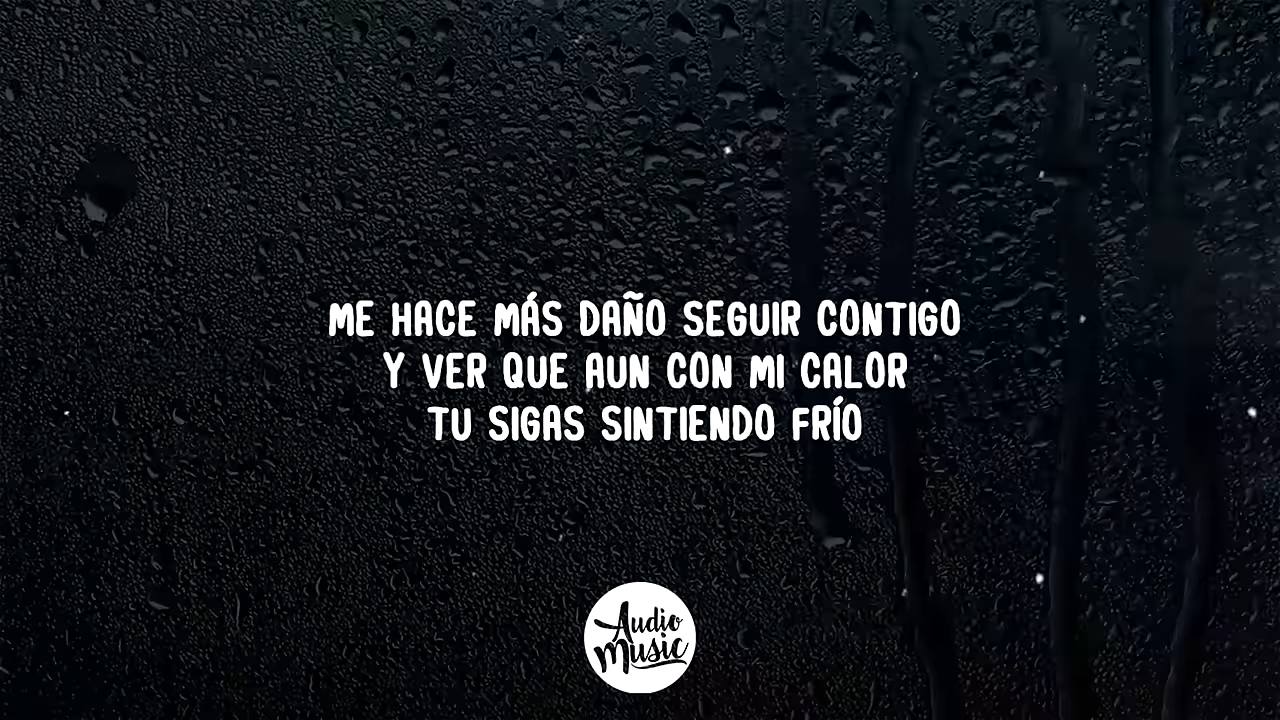 ME HACE MÁS DAÑO SEGUIR CONTIGO
Y VER QUE AUN CON MI CALOR
TU SIGAS SINTIENDO FRÍO
Audio
Music